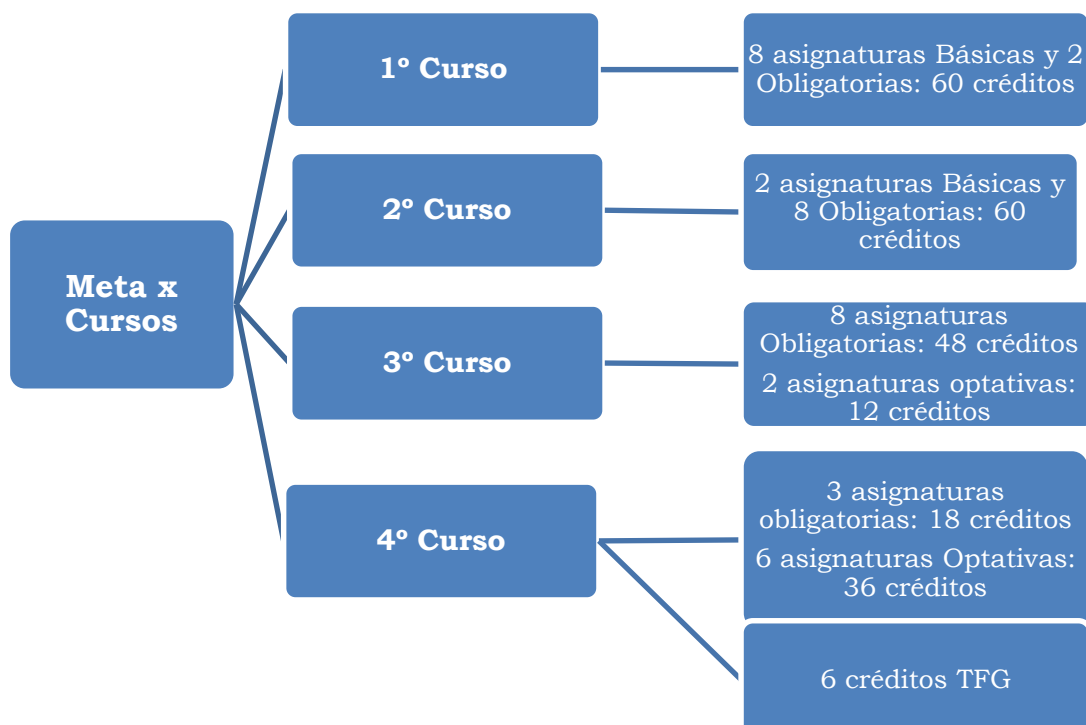 Meta x
Cursos
1º Curso
8 asignaturas Básicas y 2
Obligatorias: 60 créditos
2º Curso
2 asignaturas Básicas y
8 Obligatorias: 60
créditos
3º Curso
8 asignaturas
Obligatorias: 48 créditos
2 asignaturas optativas:
12 créditos
4º Curso
3 asignaturas
obligatorias: 18 créditos
6 asignaturas Optativas:
36 créditos
6 créditos TFG